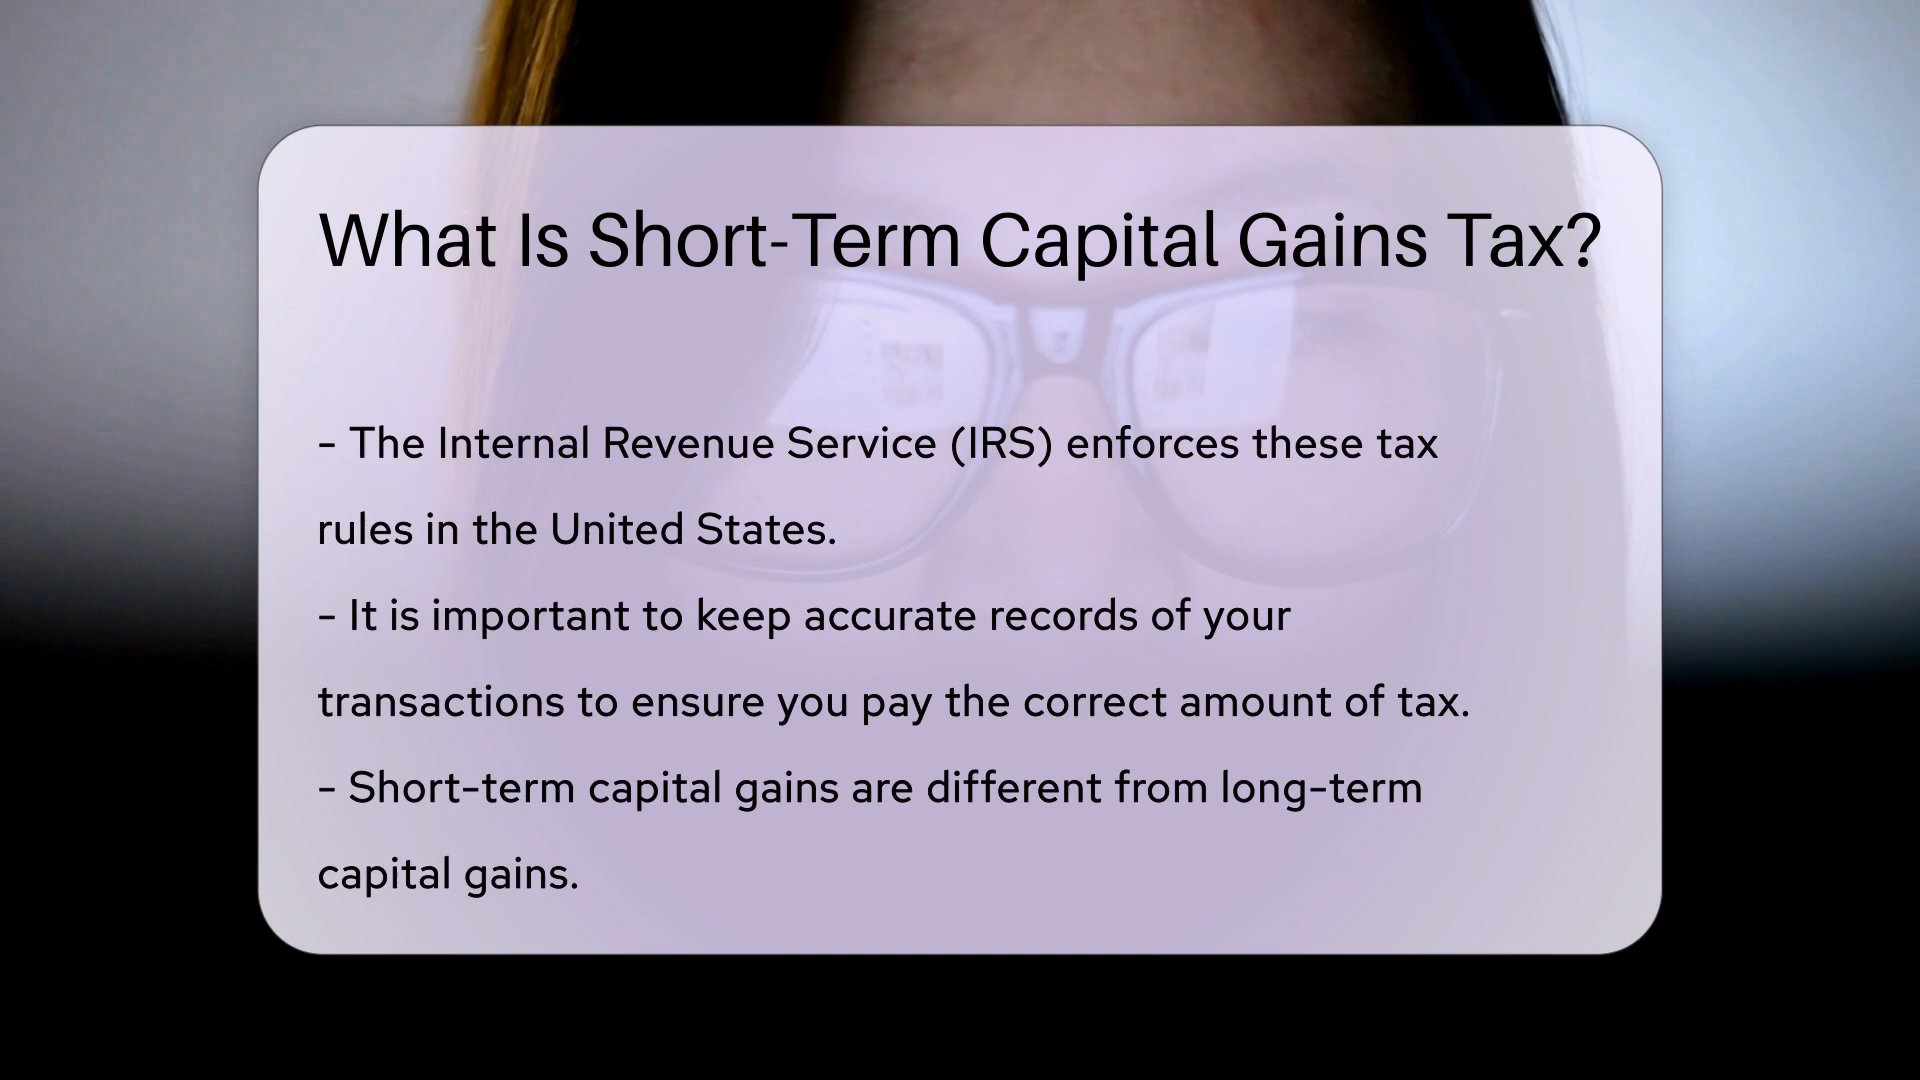 What Is Short-Term Capital Gains Tax?
- The Internal Revenue Service (IRS) enforces these tax
rules in the United States.
- It is important to keep accurate records of your
transactions to ensure you pay the correct amount of tax.
- Short-term capital gains are different from long-term
capital gains.